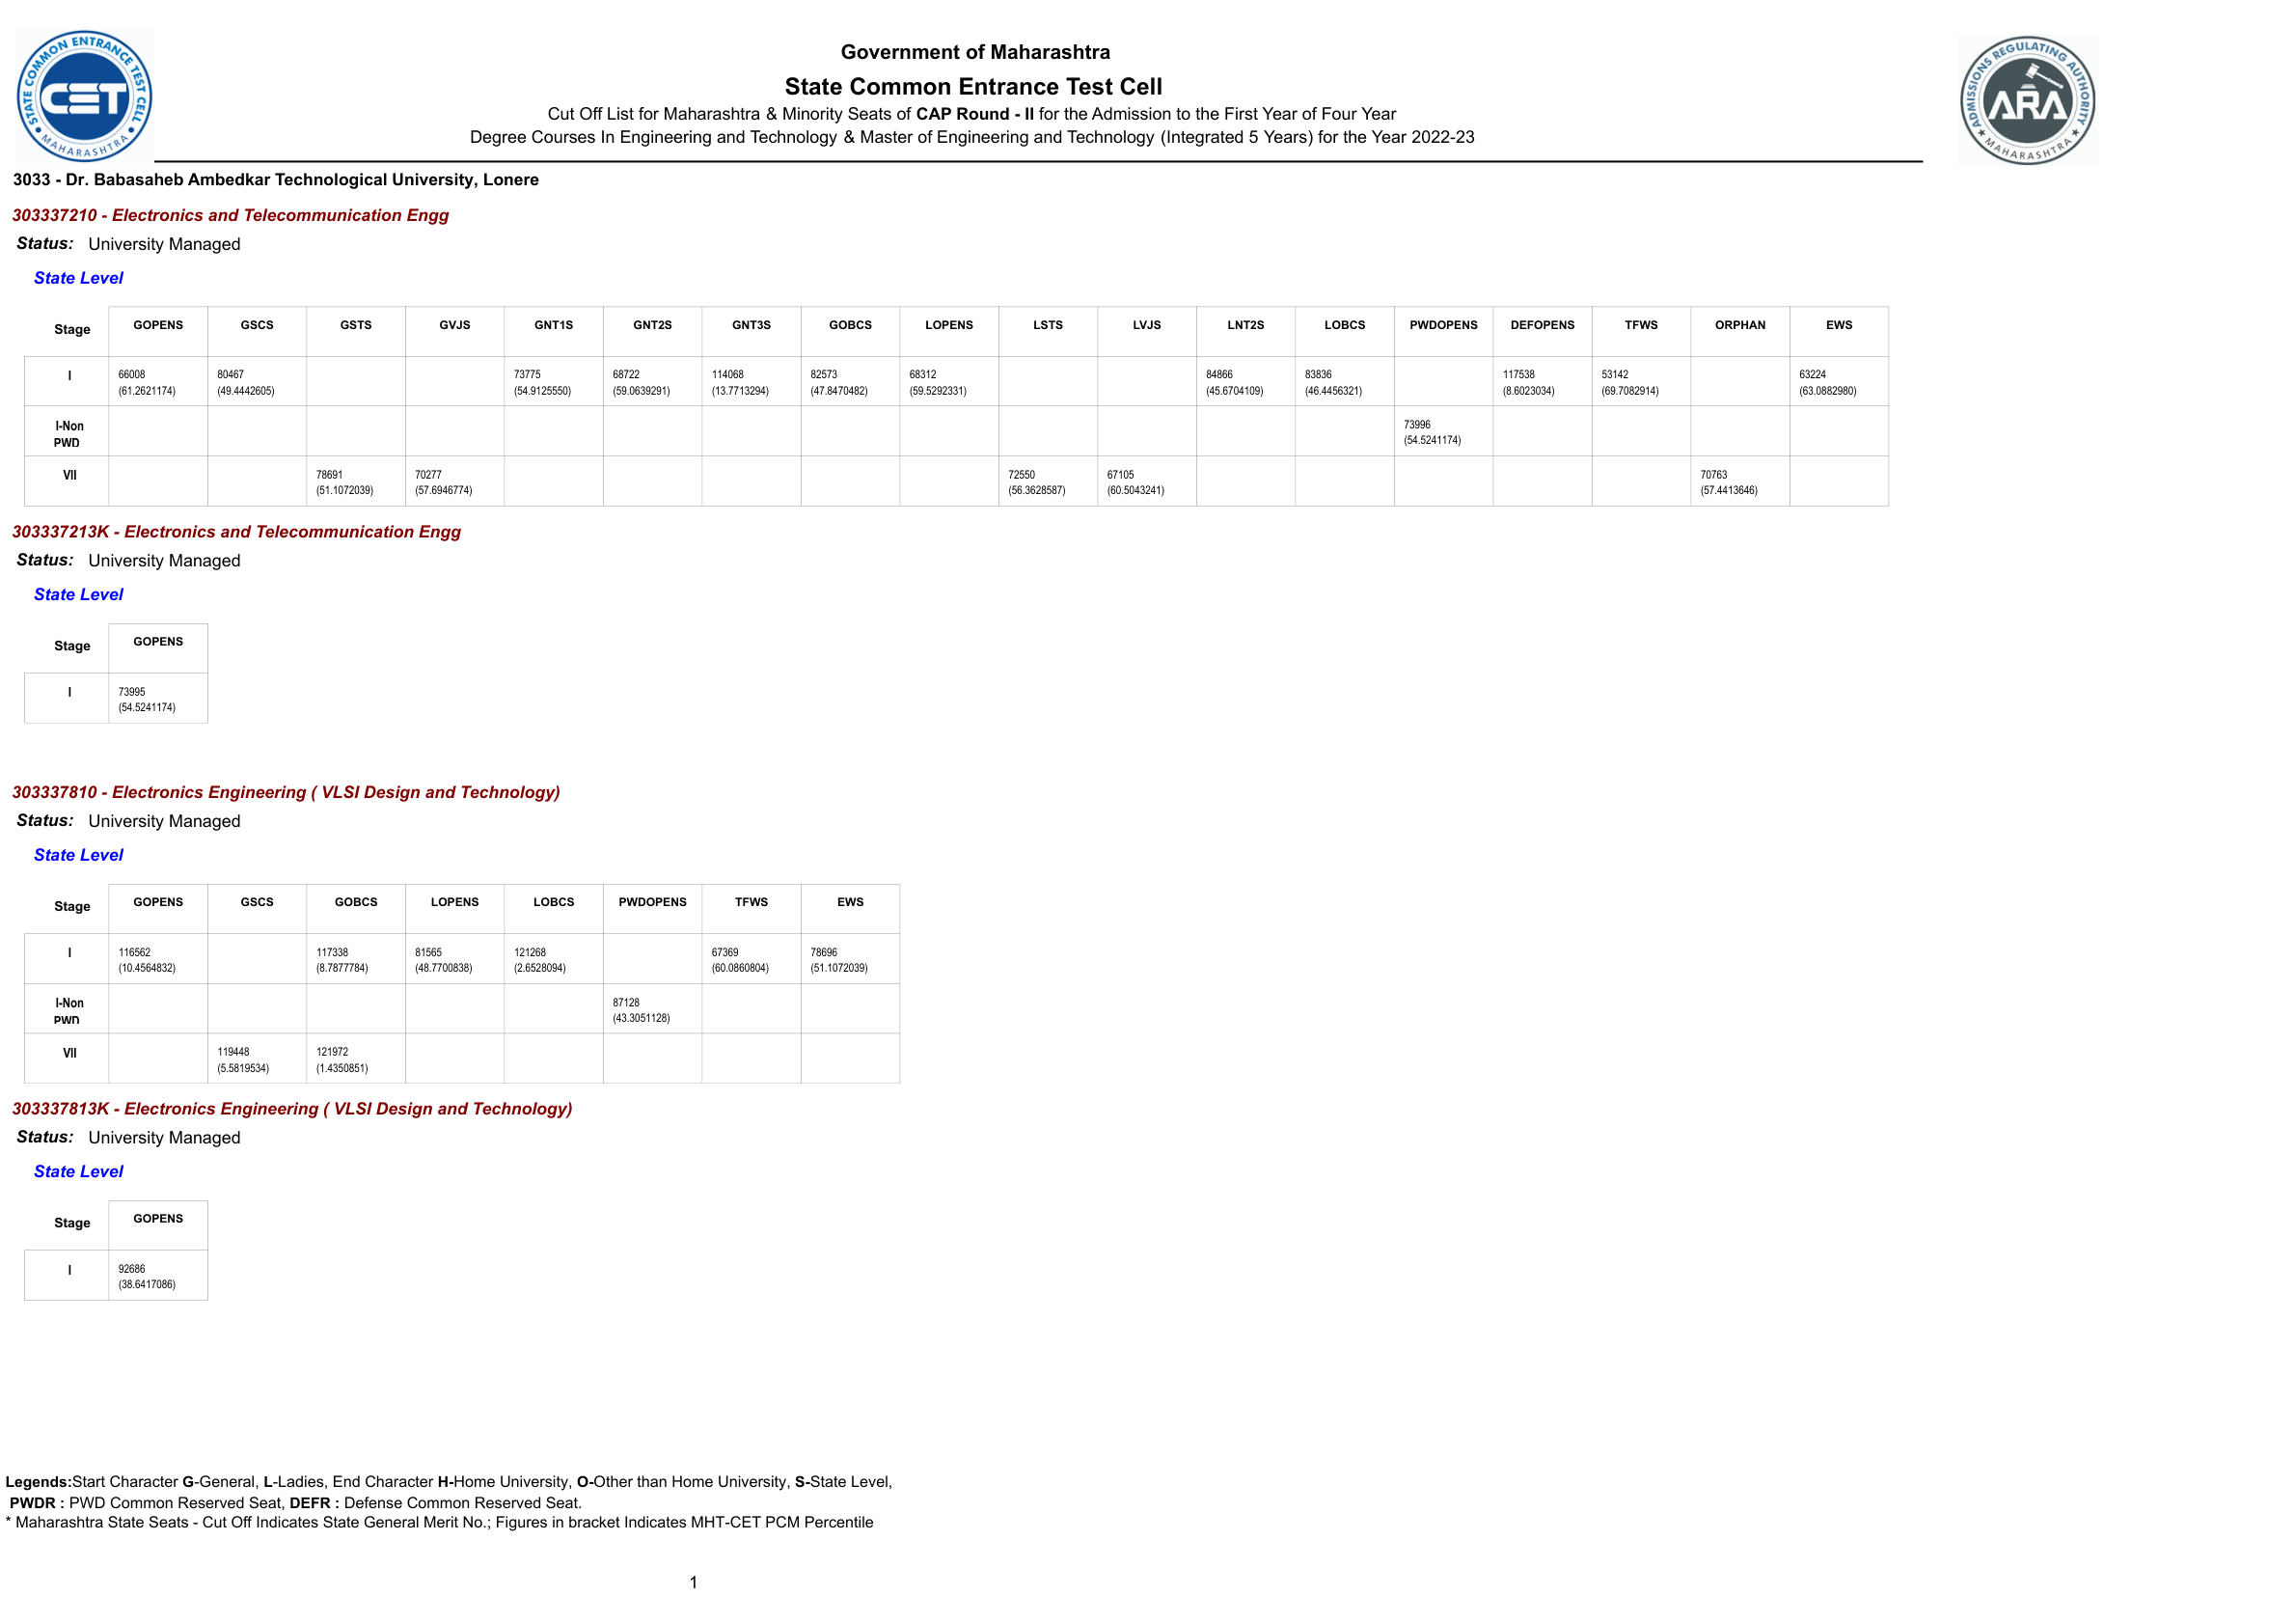 STATE COMMON ENTRANCE TEST CELL
CET
MAHARASHTRA
Government of Maharashtra
State Common Entrance Test Cell
Cut Off List for Maharashtra & Minority Seats of CAP Round - II for the Admission to the First Year of Four Year
Degree Courses In Engineering and Technology & Master of Engineering and Technology (Integrated 5 Years) for the Year 2022-23
ADMISSIONS REGULATING AUTHORITY
ARA
MAHARASHTRA
3033 - Dr. Babasaheb Ambedkar Technological University, Lonere
303337210 - Electronics and Telecommunication Engg
Status: University Managed
State Level
Stage GOPENS GSCS GSTS GVJS GNT1S GNT2S GNT3S GOBCS LOPENS LSTS LVJS LNT2S LOBCS PWDOPENS DEFOPENS TFWS ORPHAN EWS
I 66008 80467 73775 68722 114068 82573 68312 84866 83836 117538 53142 63224
(61.2621174) (49.4442605) (54.9125550) (59.0639291) (13.7713294) (47.8470482) (59.5292331) (45.6704109) (46.4456321) (8.6023034) (69.7082914) (63.0882980)
I-Non 73996
PWD (54.5241174)
VII 78691 70277 72550 67105 70763
(51.1072039) (57.6946774) (56.3628587) (60.5043241) (57.4413646)
303337213K - Electronics and Telecommunication Engg
Status: University Managed
State Level
Stage GOPENS
I 73995
(54.5241174)
303337810 - Electronics Engineering ( VLSI Design and Technology)
Status: University Managed
State Level
Stage GOPENS GSCS GOBCS LOPENS LOBCS PWDOPENS TFWS EWS
I 116562 117338 81565 121268 67369 78696
(10.4564832) (8.7877784) (48.7700838) (2.6528094) (60.0860804) (51.1072039)
I-Non 87128
PWD (43.3051128)
VII 119448 121972
(5.5819534) (1.4350851)
303337813K - Electronics Engineering ( VLSI Design and Technology)
Status: University Managed
State Level
Stage GOPENS
I 92686
(38.6417086)
Legends:Start Character G-General, L-Ladies, End Character H-Home University, O-Other than Home University, S-State Level,
PWDR : PWD Common Reserved Seat, DEFR : Defense Common Reserved Seat.
* Maharashtra State Seats - Cut Off Indicates State General Merit No.; Figures in bracket Indicates MHT-CET PCM Percentile
1